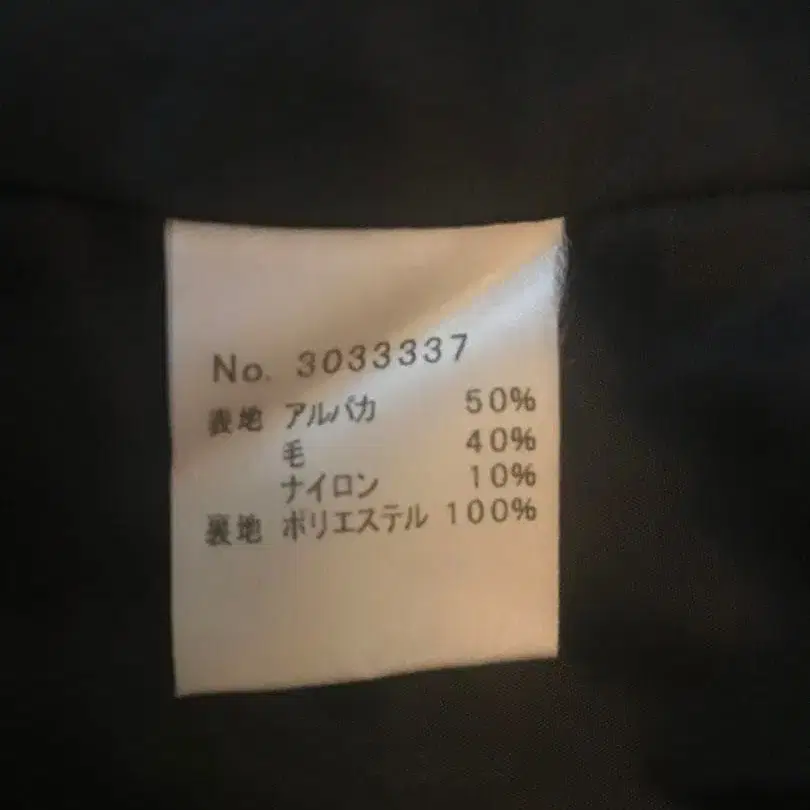 No. 3033337
表地 アルパカ 50%
毛 40%
ナイロン 10%
裏地 ポリエステル 100%